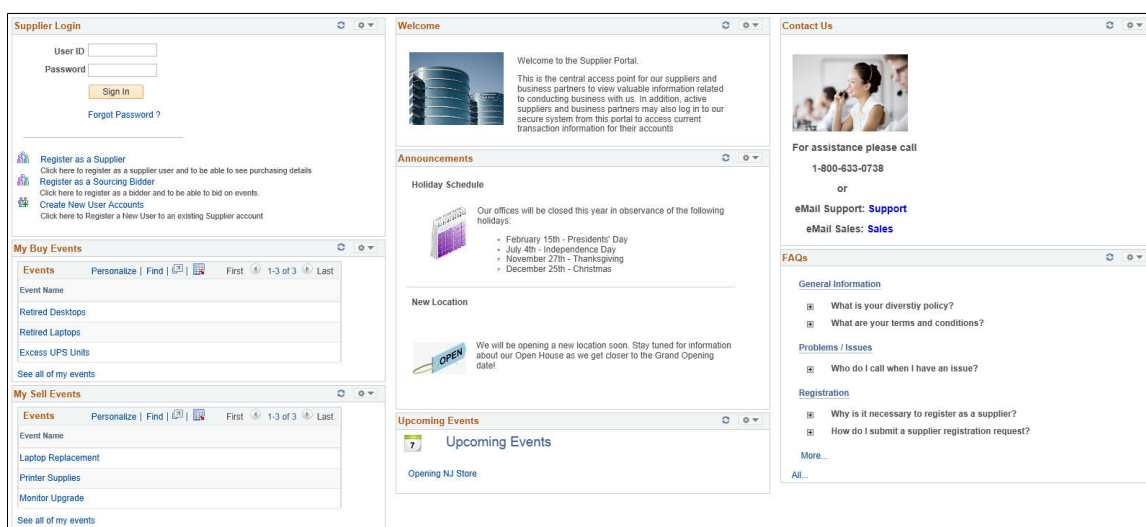 Supplier Login
User ID
Password
Sign In
Forgot Password ?
Register as a Supplier
Click here to register as a supplier user and to be able to see purchasing details
Register as a Sourcing Bidder
Click here to register as a bidder and to be able to bid on events.
Create New User Accounts
Click here to Register a New User to an existing Supplier account
My Buy Events
Events Personalize | Find | | First 1-3 of 3 Last
Event Name
Retired Desktops
Retired Laptops
Excess UPS Units
See all of my events
My Sell Events
Events Personalize | Find | | First 1-3 of 3 Last
Event Name
Laptop Replacement
Printer Supplies
Monitor Upgrade
See all of my events
Welcome
Welcome to the Supplier Portal.
This is the central access point for our suppliers and
business partners to view valuable information related
to conducting business with us. In addition, active
suppliers and business partners may also log in to our
secure system from this portal to access current
transaction information for their accounts
Announcements
Holiday Schedule
Our offices will be closed this year in observance of the following
holidays:
◦ February 15th - Presidents' Day
◦ July 4th - Independence Day
◦ November 27th - Thanksgiving
◦ December 25th - Christmas
New Location
OPEN
We will be opening a new location soon. Stay tuned for information
about our Open House as we get closer to the Grand Opening
date!
Upcoming Events
7 Upcoming Events
Opening NJ Store
Contact Us
For assistance please call
1-800-633-0738
or
eMail Support: Support
eMail Sales: Sales
FAQs
General Information
What is your diverstiy policy?
What are your terms and conditions?
Problems / Issues
Who do I call when I have an issue?
Registration
Why is it necessary to register as a supplier?
How do I submit a supplier registration request?
More...
All...